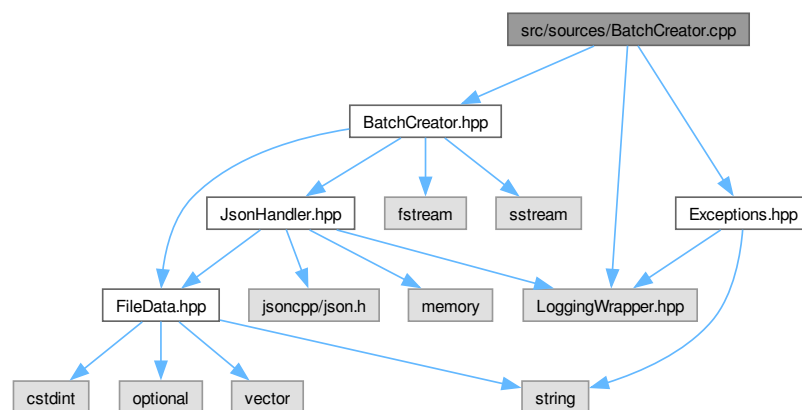 src/sources/BatchCreator.cpp
BatchCreator.hpp
JsonHandler.hpp
fstream
sstream
Exceptions.hpp
FileData.hpp
jsoncpp/json.h
memory
LoggingWrapper.hpp
cstdint
optional
vector
string